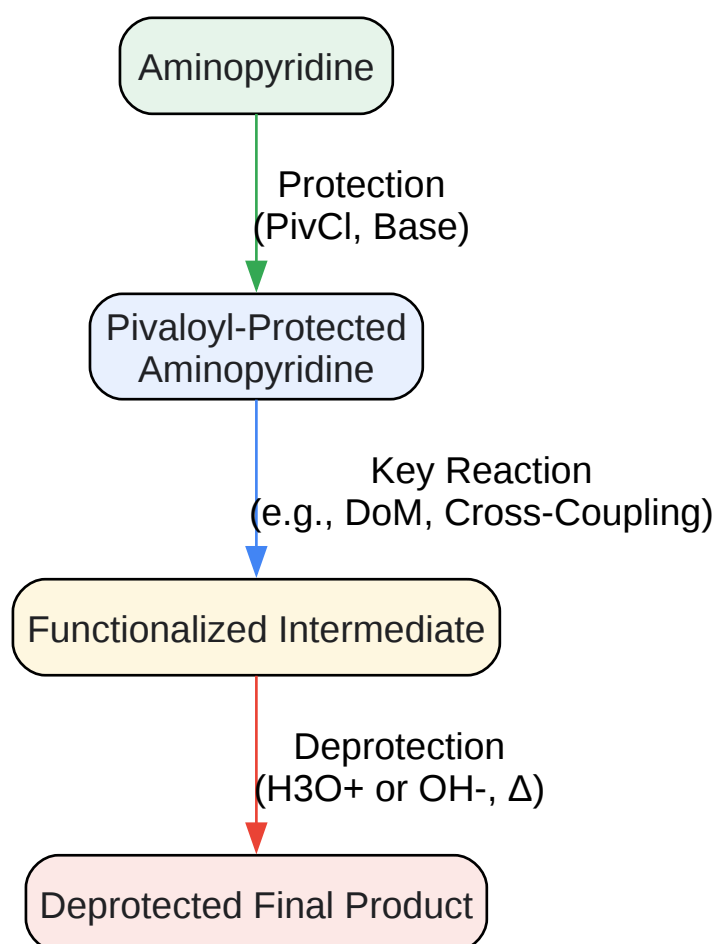 Aminopyridine
Protection
(PivCl, Base)
Pivaloyl-Protected
Aminopyridine
Key Reaction
(e.g., DoM, Cross-Coupling)
Functionalized Intermediate
Deprotection
(H3O+ or OH-, Δ)
Deprotected Final Product